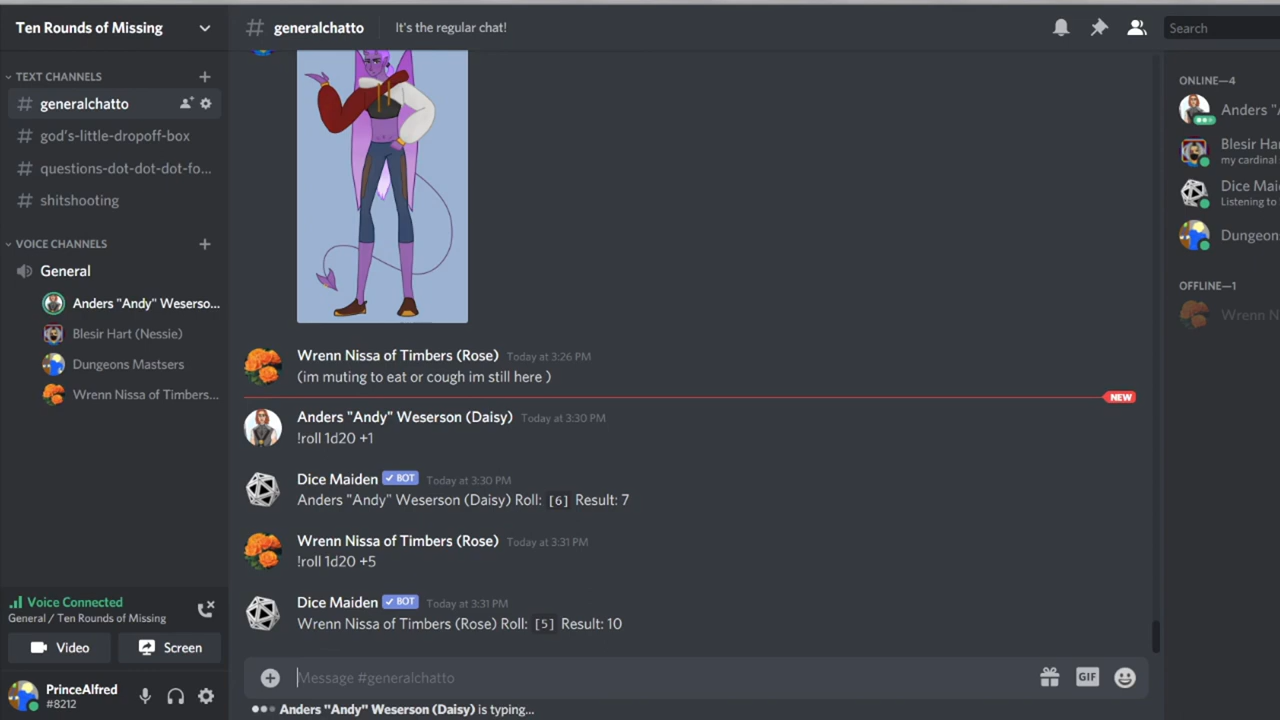 Ten Rounds of Missing
# generalchatto
It's the regular chat!
Search
TEXT CHANNELS
# generalchatto
# god's-little-dropoff-box
# questions-dot-dot-dot-fo...
# shitshooting
VOICE CHANNELS
General
Anders "Andy" Weserso...
Blesir Hart (Nessie)
Dungeons Mastsers
Wrenn Nissa of Timbers...
Voice Connected
General / Ten Rounds of Missing
Video
Screen
PrinceAlfred
#8212
Wrenn Nissa of Timbers (Rose) Today at 3:26 PM
(im muting to eat or cough im still here )
NEW
Anders "Andy" Weserson (Daisy) Today at 3:30 PM
!roll 1d20 +1
Dice Maiden BOT Today at 3:30 PM
Anders "Andy" Weserson (Daisy) Roll: [6] Result: 7
Wrenn Nissa of Timbers (Rose) Today at 3:31 PM
!roll 1d20 +5
Dice Maiden BOT Today at 3:31 PM
Wrenn Nissa of Timbers (Rose) Roll: [5] Result: 10
Message #generalchatto
GIF
Anders "Andy" Weserson (Daisy) is typing...
ONLINE—4
Anders "A
Blesir Har
my cardinal
Dice Maide
Listening to
Dungeons
OFFLINE—1
Wrenn N